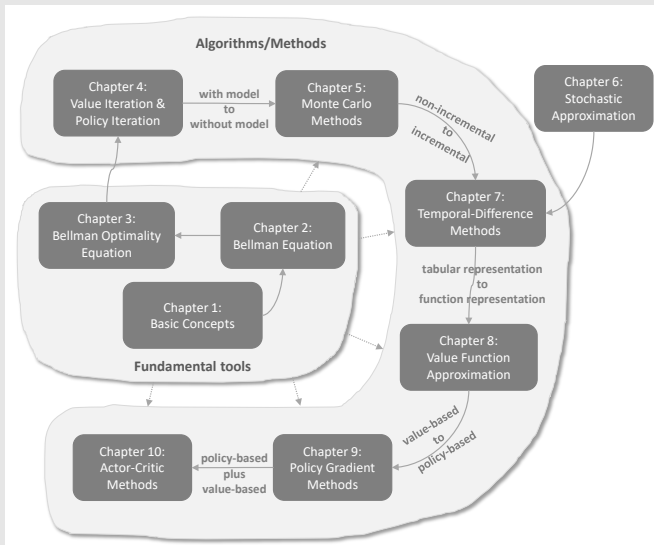 Algorithms/Methods
Chapter 4:
Value Iteration &
Policy Iteration
with model
to
without model
Chapter 5:
Monte Carlo
Methods
non-incremental
to
incremental
Chapter 6:
Stochastic
Approximation
Chapter 3:
Bellman Optimality
Equation
Chapter 2:
Bellman Equation
Chapter 7:
Temporal-Difference
Methods
Chapter 1:
Basic Concepts
tabular representation
to
function representation
Fundamental tools
Chapter 8:
Value Function
Approximation
value-based
to
policy-based
Chapter 10:
Actor-Critic
Methods
policy-based
plus
value-based
Chapter 9:
Policy Gradient
Methods